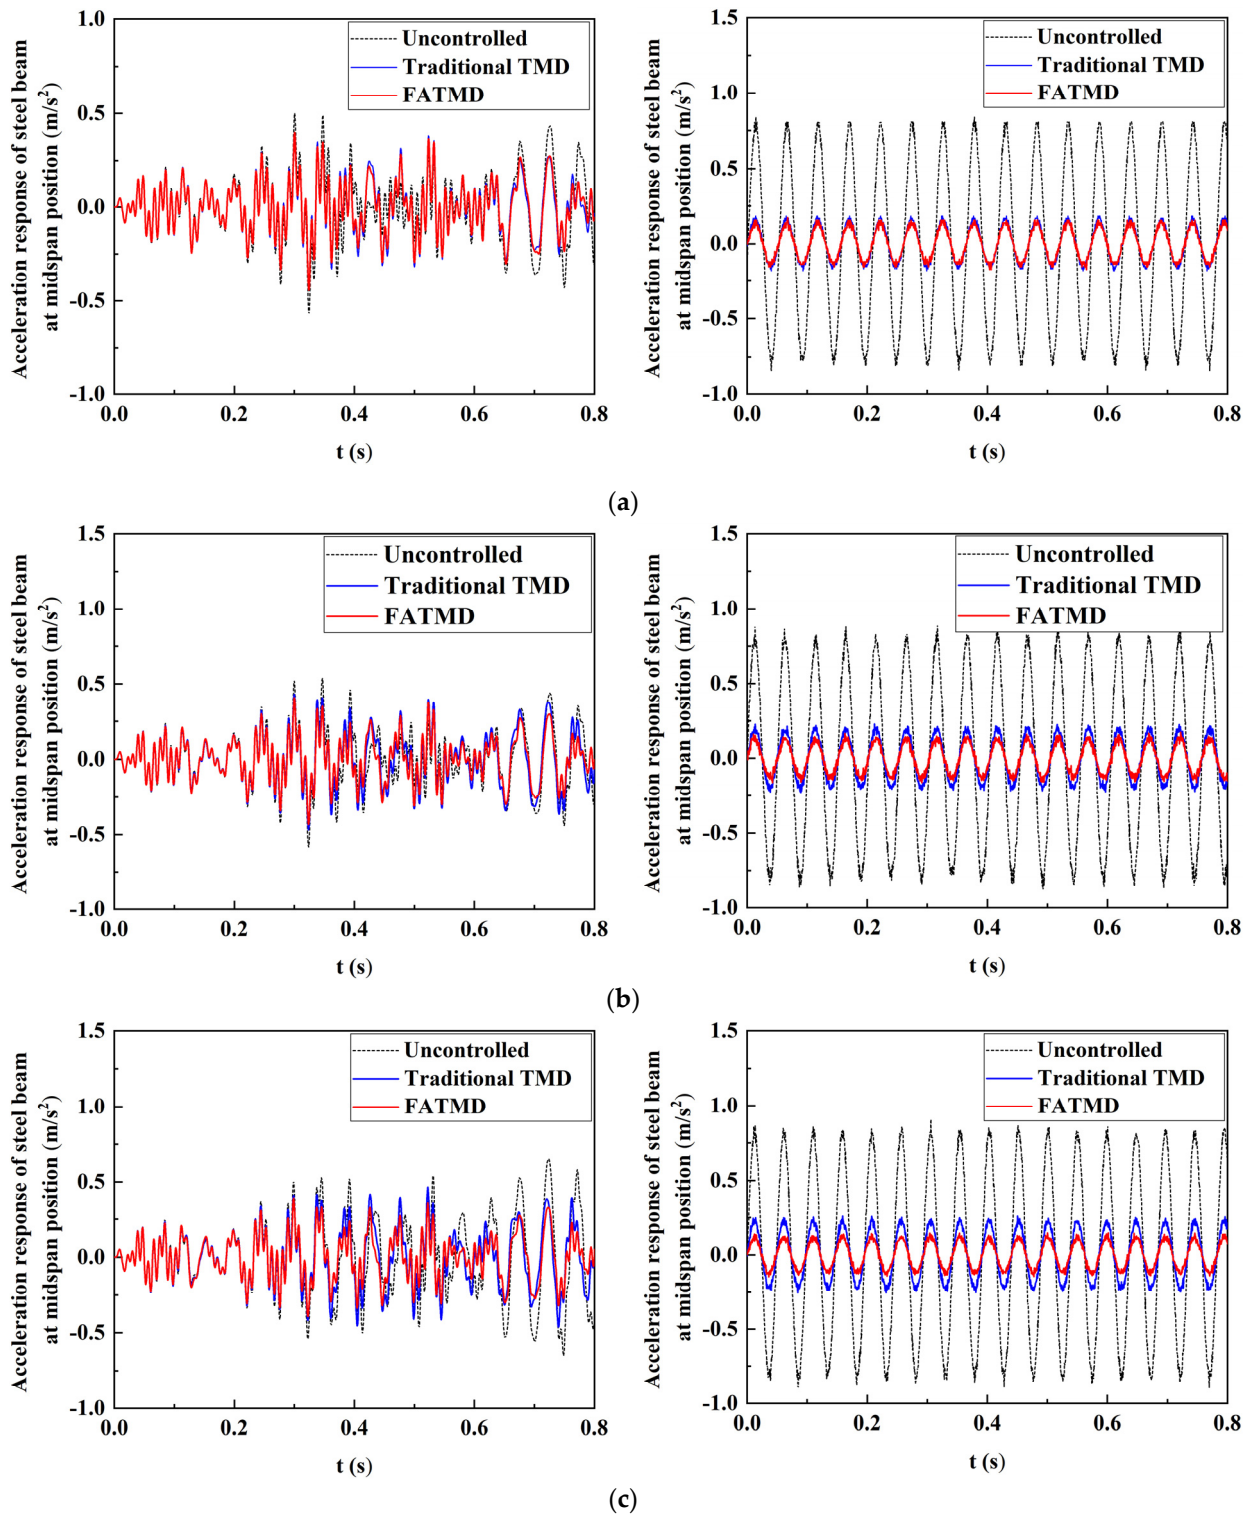 Acceleration response of steel beam
at midspan position (m/s²)
1.0
0.5
0.0
-0.5
-1.0
Uncontrolled
Traditional TMD
FATMD
0.0 0.2 0.4 0.6 0.8
t (s)
Acceleration response of steel beam
at midspan position (m/s²)
1.5
1.0
0.5
0.0
-0.5
-1.0
Uncontrolled
Traditional TMD
FATMD
0.0 0.2 0.4 0.6 0.8
t (s)
(a)
Acceleration response of steel beam
at midspan position (m/s²)
1.5
1.0
0.5
0.0
-0.5
-1.0
Uncontrolled
Traditional TMD
FATMD
0.0 0.2 0.4 0.6 0.8
t (s)
Acceleration response of steel beam
at midspan position (m/s²)
1.5
1.0
0.5
0.0
-0.5
-1.0
Uncontrolled
Traditional TMD
FATMD
0.0 0.2 0.4 0.6 0.8
t (s)
(b)
Acceleration response of steel beam
at midspan position (m/s²)
1.5
1.0
0.5
0.0
-0.5
-1.0
Uncontrolled
Traditional TMD
FATMD
0.0 0.2 0.4 0.6 0.8
t (s)
Acceleration response of steel beam
at midspan position (m/s²)
1.5
1.0
0.5
0.0
-0.5
-1.0
Uncontrolled
Traditional TMD
FATMD
0.0 0.2 0.4 0.6 0.8
t (s)
(c)